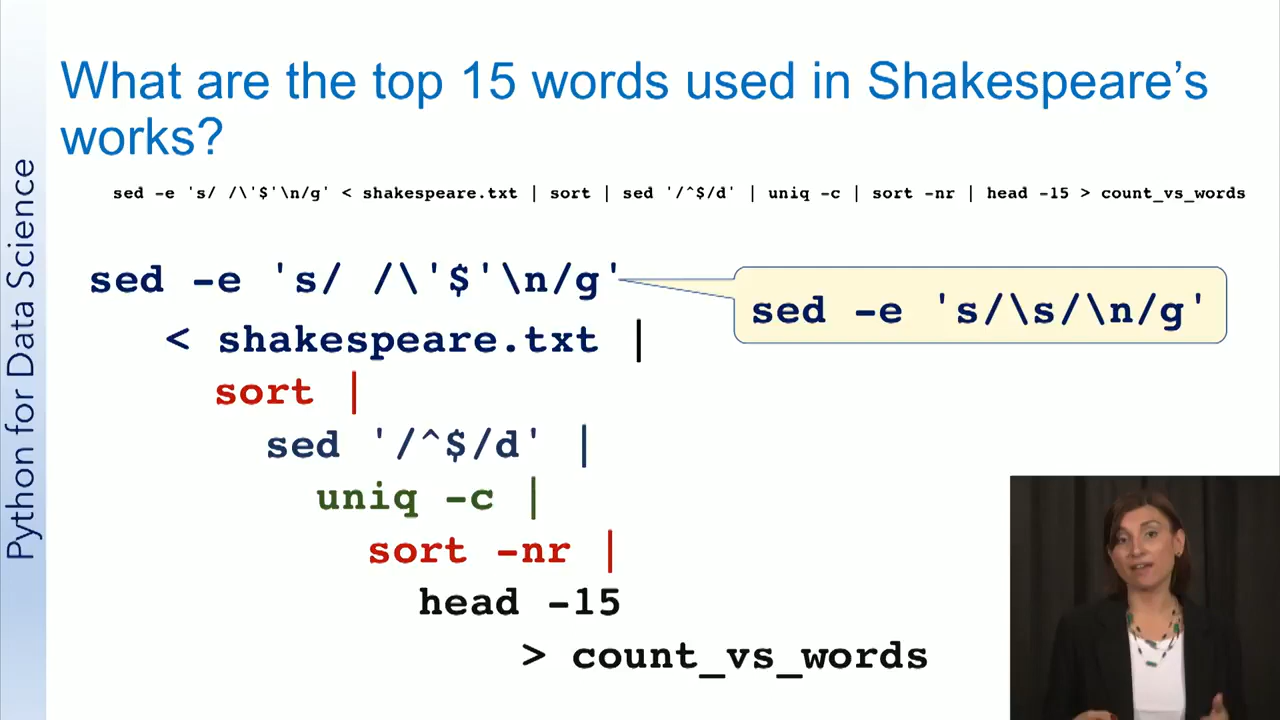 What are the top 15 words used in Shakespeare’s
works?
sed -e 's/ /\'$'\n/g' < shakespeare.txt | sort | sed '/^$/d' | uniq -c | sort -nr | head -15 > count_vs_words
sed -e 's/ /\'$'\n/g'
sed -e 's/\s/\n/g'
< shakespeare.txt |
sort |
sed '/^$/d' |
uniq -c |
sort -nr |
head -15
> count_vs_words
Python for Data Science